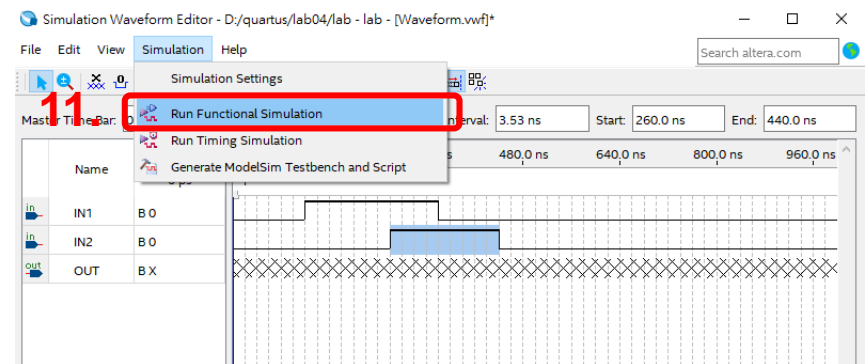 Simulation Waveform Editor - D:/quartus/lab04/lab - lab - [Waveform.vwf]*
File Edit View Simulation Help
Search altera.com
Simulation Settings
11.
Run Functional Simulation
Master Time Bar: 0
nterval: 3.53 ns Start: 260.0 ns End: 440.0 ns
Run Timing Simulation
Generate ModelSim Testbench and Script
Name
s 480.0 ns 640.0 ns 800.0 ns 960.0 ns
in IN1 B 0
in IN2 B 0
out OUT B X